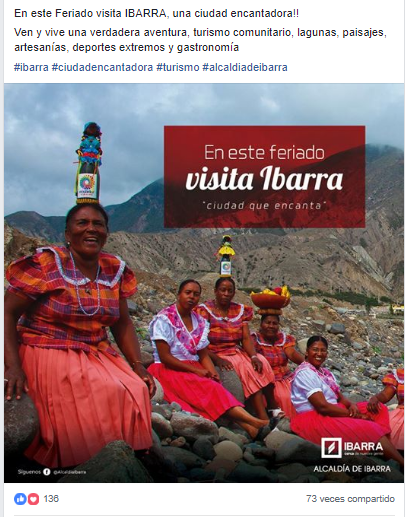 En este Feriado visita IBARRA, una ciudad encantadora!!
Ven y vive una verdadera aventura, turismo comunitario, lagunas, paisajes,
artesanías, deportes extremos y gastronomía
#ibarra #ciudadencantadora #turismo #alcaldiadeibarra
En este feriado
visita Ibarra
"ciudad que encanta"
IBARRA
ALCALDÍA DE IBARRA
Síguenos
@AlcaldiaIbarra
136
73 veces compartido